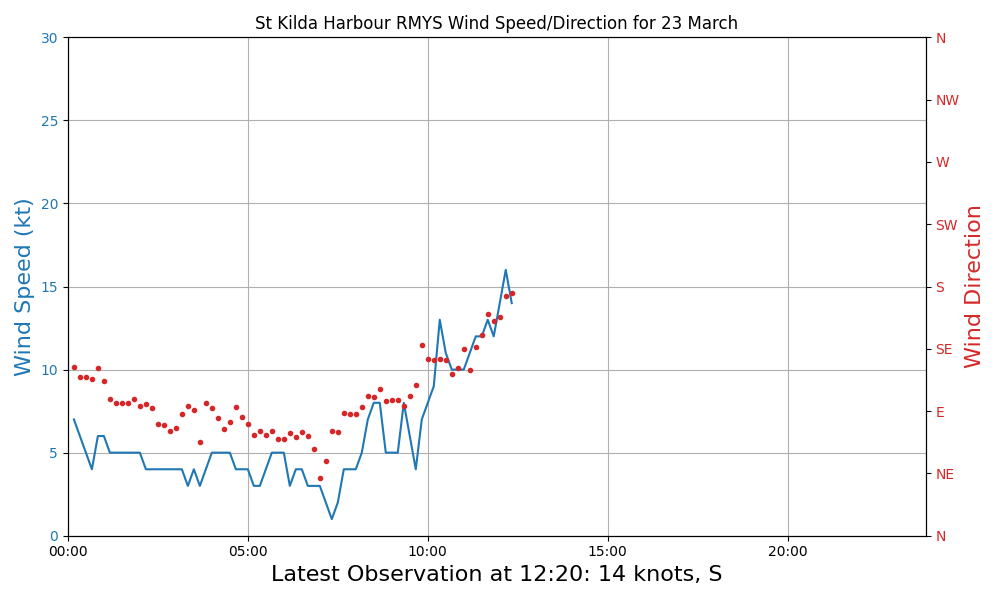 St Kilda Harbour RMYS Wind Speed/Direction for 23 March
Wind Speed (kt)
30
25
20
15
10
5
0
N
NW
W
SW
S
SE
E
NE
N
Wind Direction
00:00 05:00 10:00 15:00 20:00
Latest Observation at 12:20: 14 knots, S